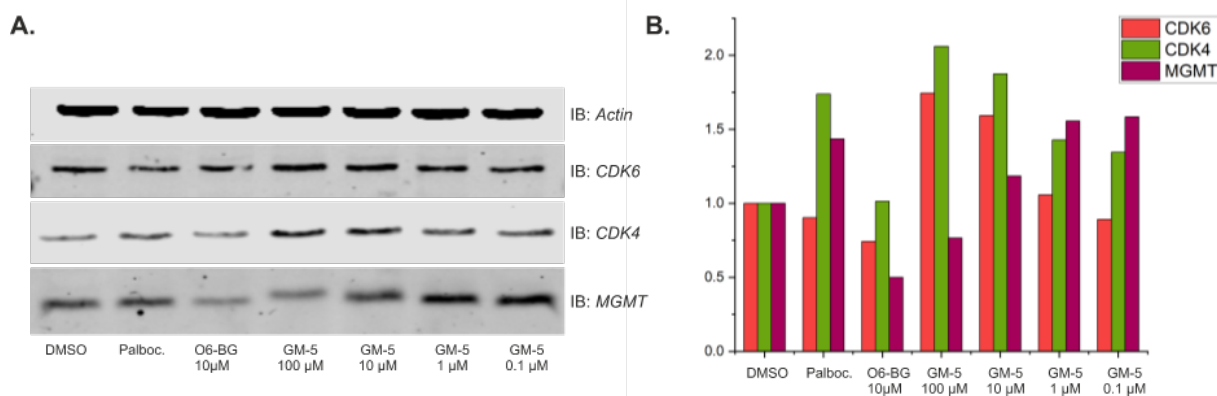 A.
IB: Actin
IB: CDK6
IB: CDK4
IB: MGMT
DMSO Palboc. O6-BG GM-5 GM-5 GM-5 GM-5
10µM 100 µM 10 µM 1 µM 0.1 µM
B.
CDK6
CDK4
MGMT
2.0
1.5
1.0
0.5
0.0
DMSO Palboc. O6-BG GM-5 GM-5 GM-5 GM-5
10µM 100 µM 10 µM 1 µM 0.1 µM